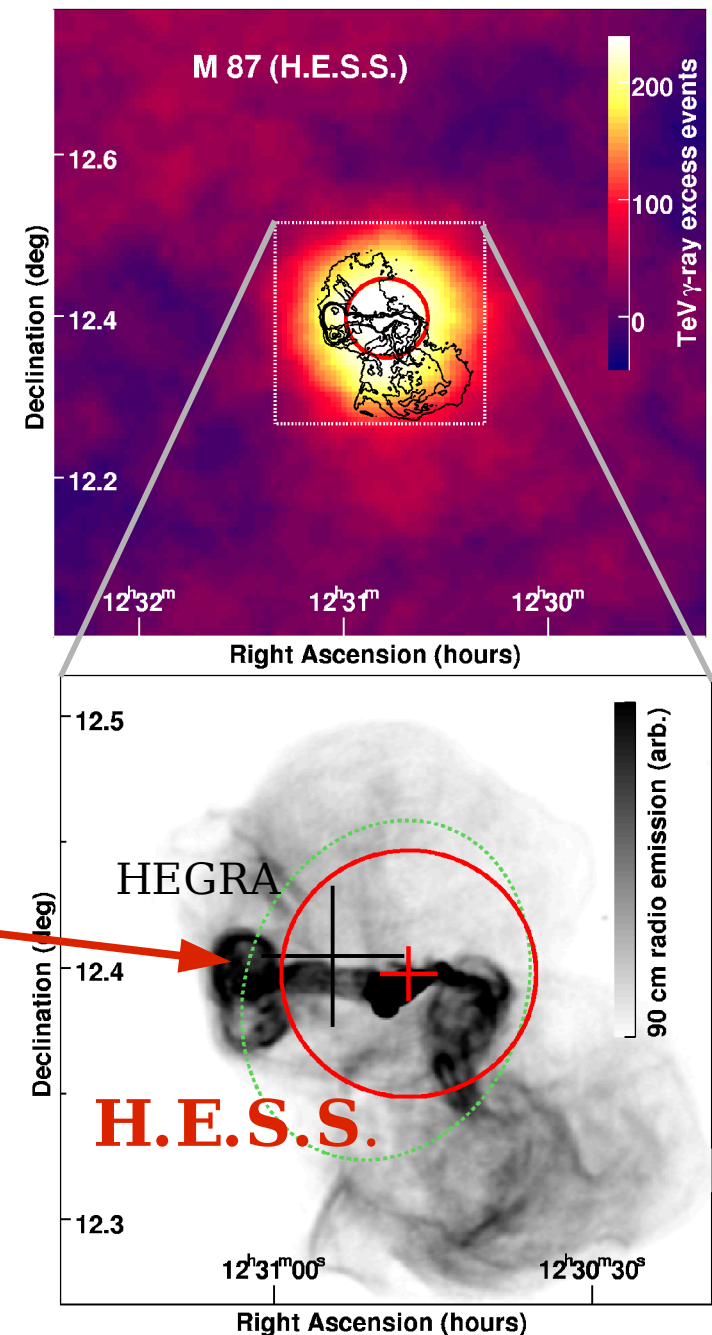 M 87 (H.E.S.S.)
200
100
0
TeV γ-ray excess events
12.6
12.4
12.2
Declination (deg)
12ʰ32ᵐ
12ʰ31ᵐ
12ʰ30ᵐ
Right Ascension (hours)
12.5
12.4
12.3
Declination (deg)
90 cm radio emission (arb.)
HEGRA
H.E.S.S.
12ʰ31ᵐ00ˢ
12ʰ30ᵐ30ˢ
Right Ascension (hours)